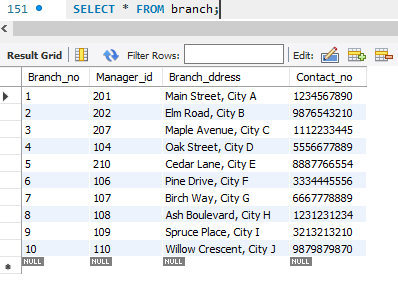 151 SELECT * FROM branch;
Result Grid Filter Rows: Edit:
Branch_no Manager_id Branch_ddress Contact_no
1 201 Main Street, City A 1234567890
2 202 Elm Road, City B 9876543210
3 207 Maple Avenue, City C 1112233445
4 104 Oak Street, City D 5556677889
5 210 Cedar Lane, City E 8887766554
6 106 Pine Drive, City F 3334445556
7 107 Birch Way, City G 6667778889
8 108 Ash Boulevard, City H 1231231234
9 109 Spruce Place, City I 3213213210
10 110 Willow Crescent, City J 9879879870
NULL NULL NULL NULL